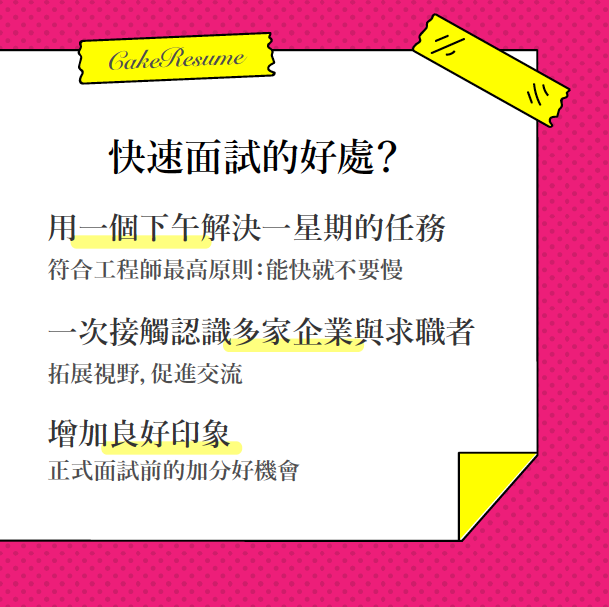 CakeResume
快速面試的好處？
用一個下午解決一星期的任務
符合工程師最高原則：能快就不要慢
一次接觸認識多家企業與求職者
拓展視野, 促進交流
增加良好印象
正式面試前的加分好機會